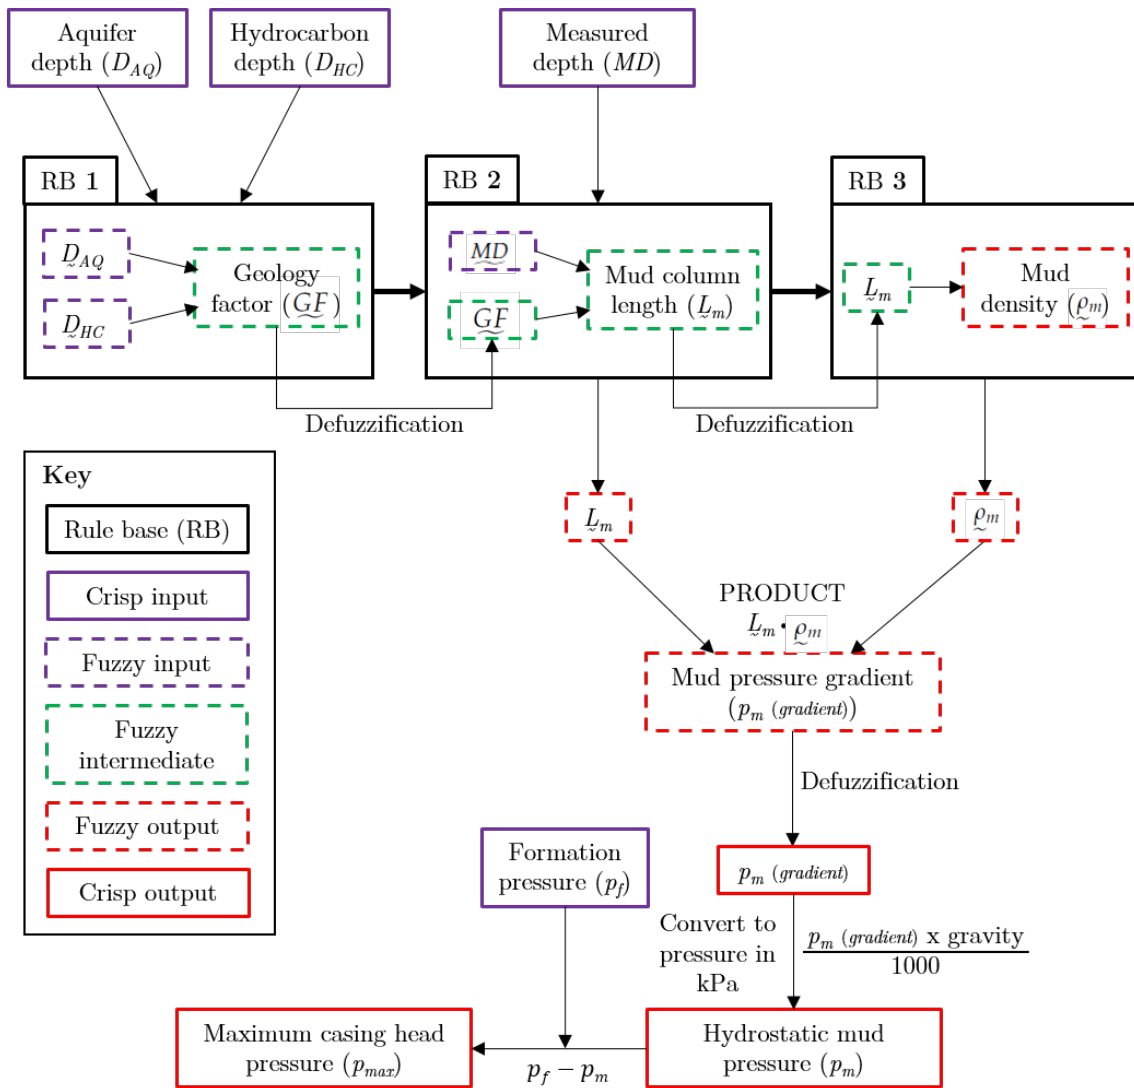 Aquifer
depth (D_AQ)
Hydrocarbon
depth (D_HC)
Measured
depth (MD)
RB 1
RB 2
RB 3
D_AQ
D_HC
Geology
factor (GF)
MD
GF
Mud column
length (L_m)
L_m
Mud
density (ρ_m)
Defuzzification
Defuzzification
Key
Rule base (RB)
Crisp input
Fuzzy input
Fuzzy
intermediate
Fuzzy output
Crisp output
L_m
ρ_m
PRODUCT
L_m · ρ_m
Mud pressure gradient
(p_m (gradient))
Defuzzification
Formation
pressure (p_f)
p_m (gradient)
Convert to
pressure in
kPa
p_m (gradient) x gravity
1000
Maximum casing head
pressure (p_max)
p_f − p_m
Hydrostatic mud
pressure (p_m)